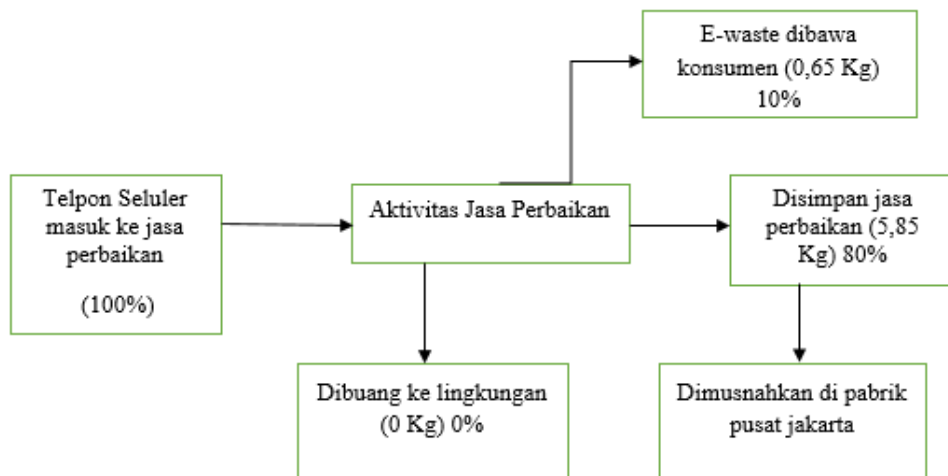 E-waste dibawa
konsumen (0,65 Kg)
10%
Telpon Seluler
masuk ke jasa
perbaikan
(100%)
Aktivitas Jasa Perbaikan
Disimpan jasa
perbaikan (5,85
Kg) 80%
Dibuang ke lingkungan
(0 Kg) 0%
Dimusnahkan di pabrik
pusat jakarta